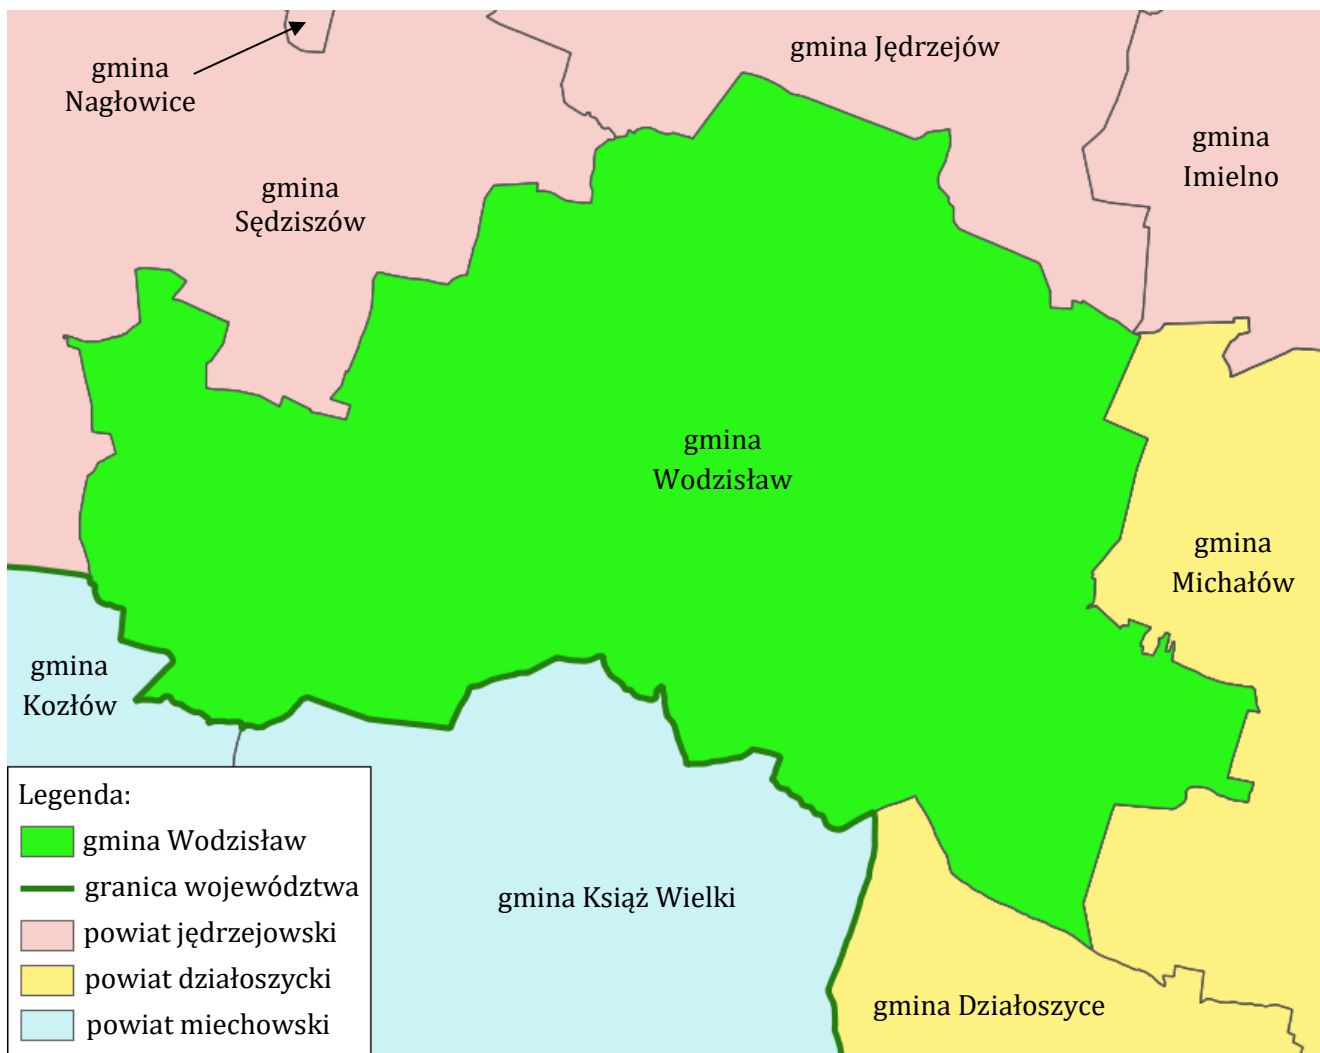 gmina
Nagłowice
gmina Jędrzejów
gmina
Imielno
gmina
Sędziszów
gmina
Wodzisław
gmina
Michałów
gmina
Kozłów
gmina Książ Wielki
gmina Działoszyce
Legenda:
gmina Wodzisław
granica województwa
powiat jędrzejowski
powiat działoszycki
powiat miechowski